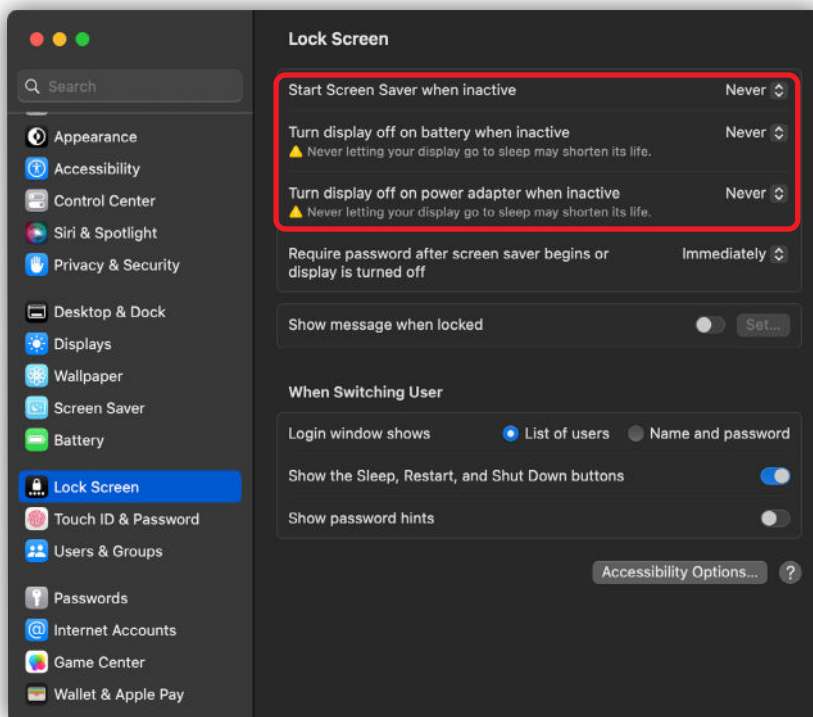 Search
Appearance
Accessibility
Control Center
Siri & Spotlight
Privacy & Security
Desktop & Dock
Displays
Wallpaper
Screen Saver
Battery
Lock Screen
Touch ID & Password
Users & Groups
Passwords
Internet Accounts
Game Center
Wallet & Apple Pay
Lock Screen
Start Screen Saver when inactive Never
Turn display off on battery when inactive Never
Never letting your display go to sleep may shorten its life.
Turn display off on power adapter when inactive Never
Never letting your display go to sleep may shorten its life.
Require password after screen saver begins or Immediately
display is turned off
Show message when locked Set...
When Switching User
Login window shows List of users Name and password
Show the Sleep, Restart, and Shut Down buttons
Show password hints
Accessibility Options... ?